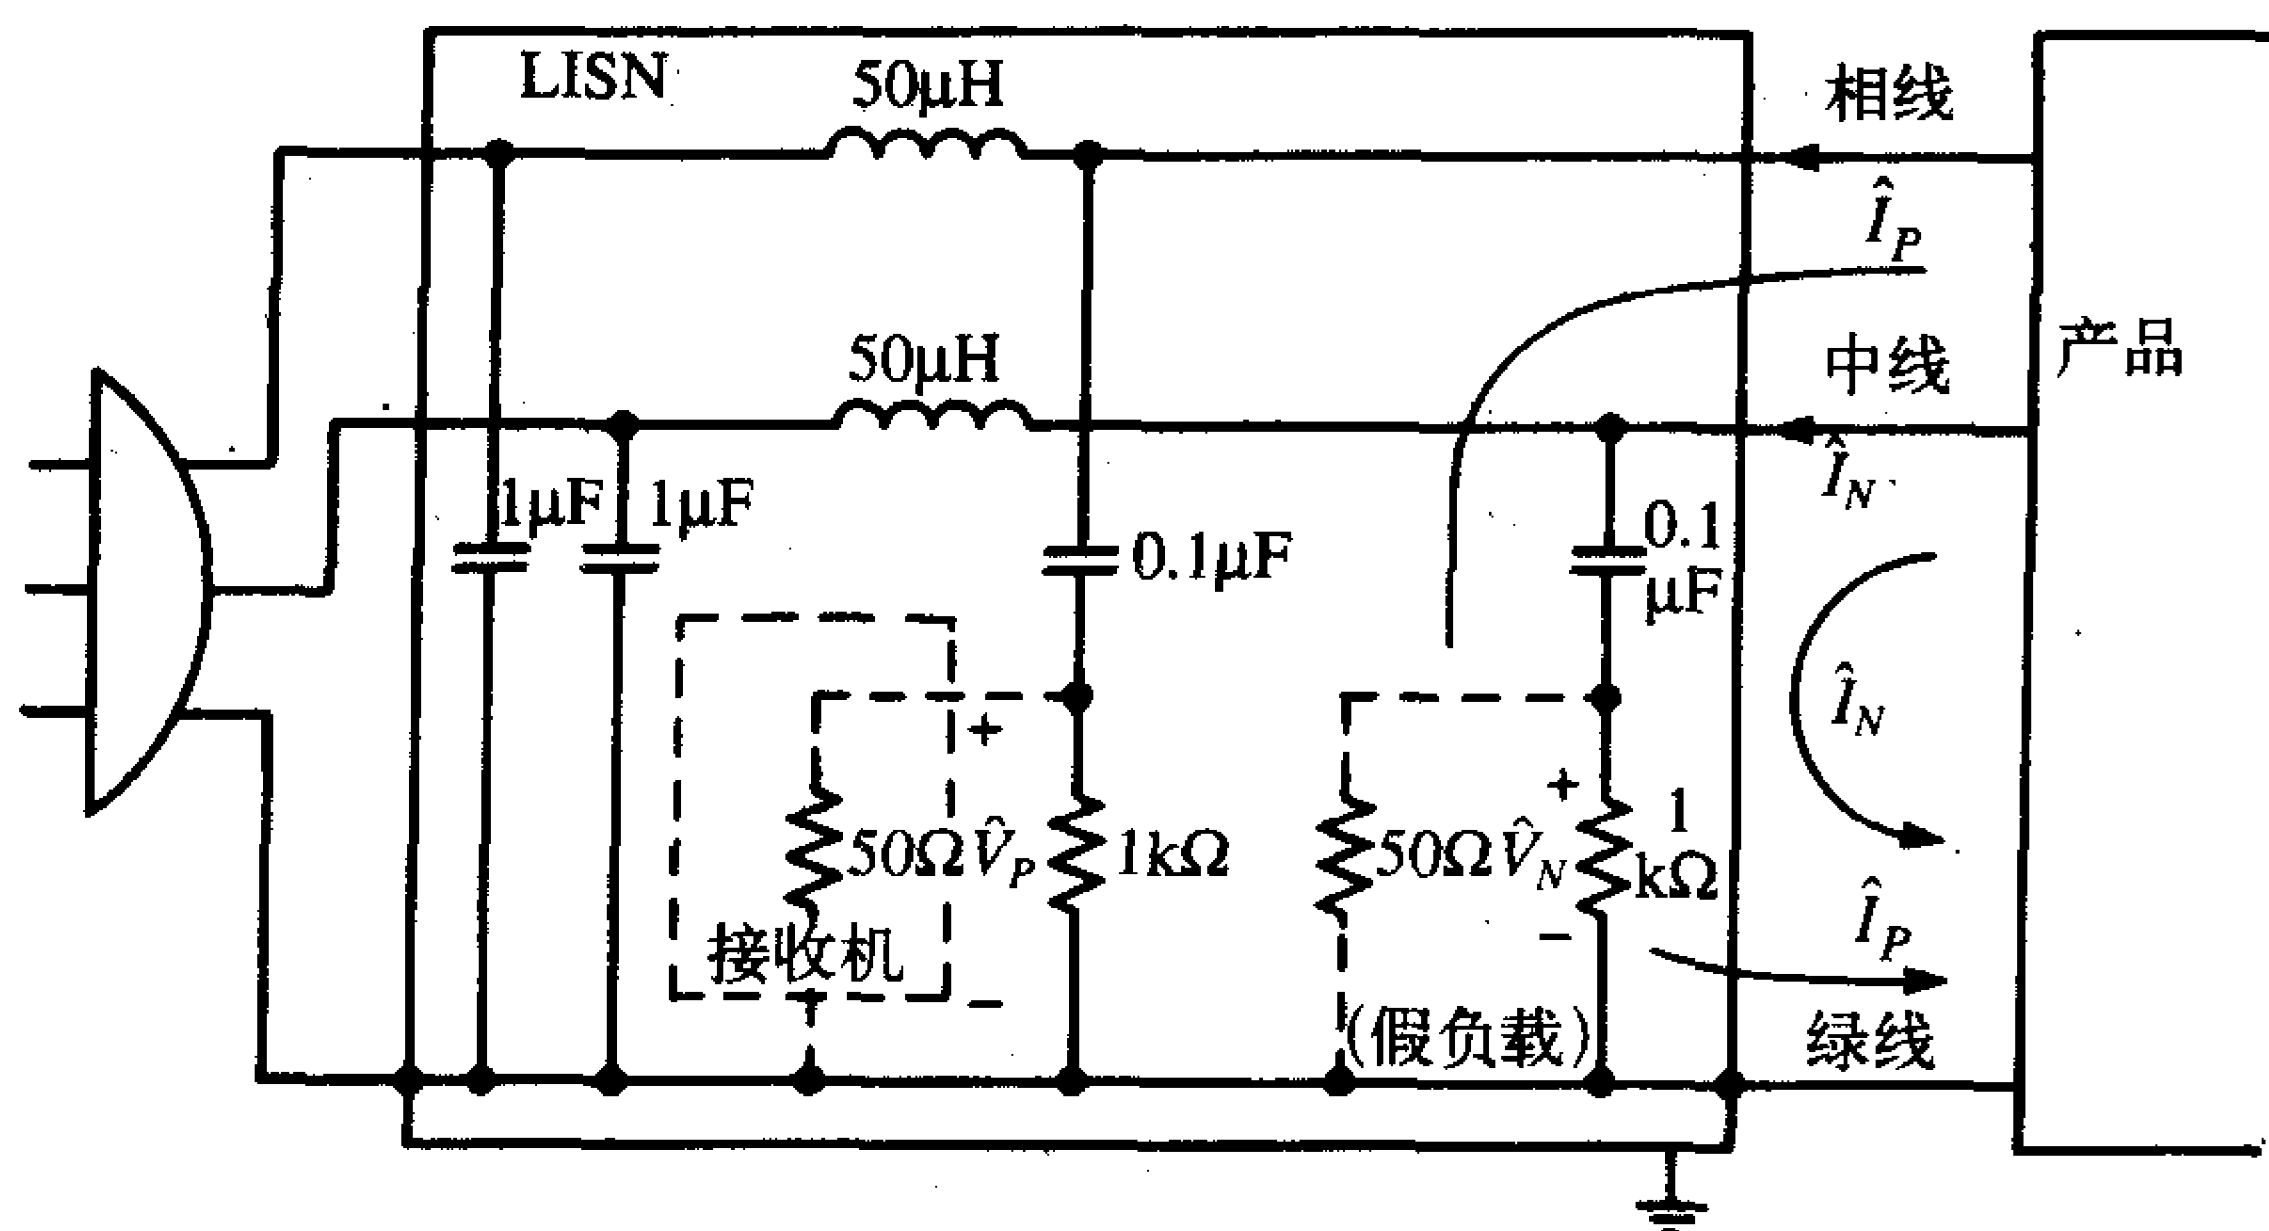 LISN
50μH
相线
Î_P
50μH
中线
产品
Î_N
1μF
1μF
0.1μF
0.1
μF
Î_N
+
+
50Ω
V̂_P
1kΩ
50Ω
V̂_N
1
kΩ
Î_P
接收机
−
−
(假负载)
绿线